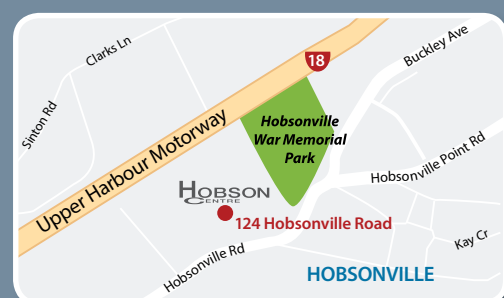 Clarks Ln
18
Buckley Ave
Sinton Rd
Upper Harbour Motorway
Hobsonville
War Memorial
Park
Hobsonville Point Rd
HOBSON
CENTRE
124 Hobsonville Road
Kay Cr
Hobsonville Rd
HOBSONVILLE